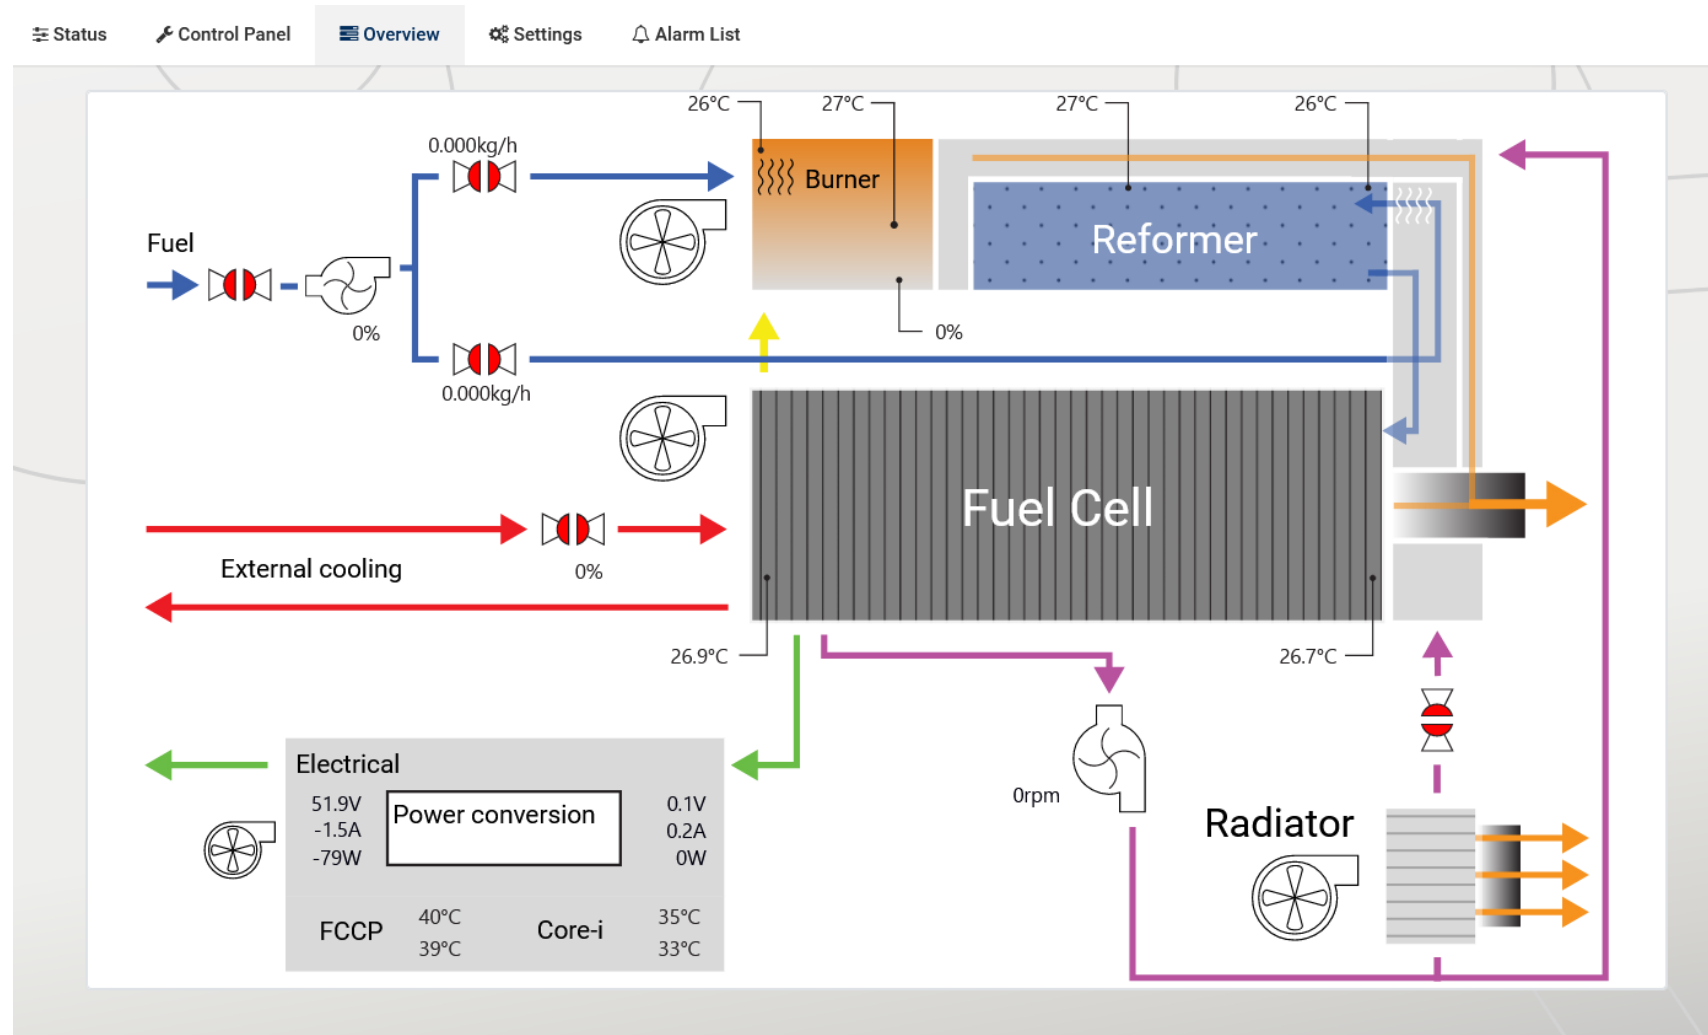 Status Control Panel Overview Settings Alarm List
26°C 27°C 27°C 26°C
0.000kg/h
Burner
Reformer
Fuel
0%
0%
0.000kg/h
Fuel Cell
External cooling
0%
26.9°C 26.7°C
Electrical
51.9V Power conversion 0.1V
-1.5A 0.2A
-79W 0W
0rpm
Radiator
FCCP 40°C Core-i 35°C
39°C 33°C